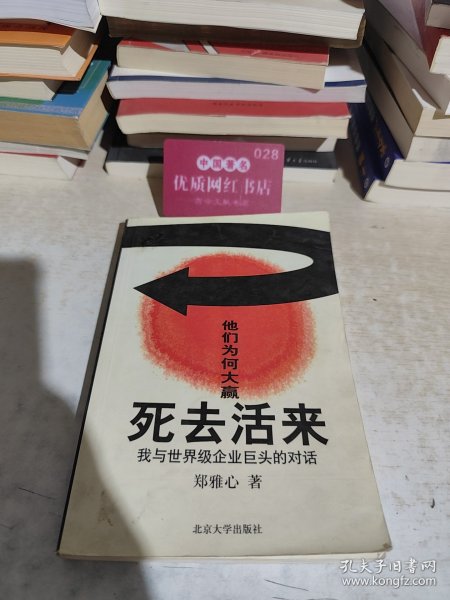 028
中国著名
优质网红书店
他们为何大赢
死去活来
我与世界级企业巨头的对话
郑雅心 著
北京大学出版社
孔夫子旧书网
www.kongfz.com